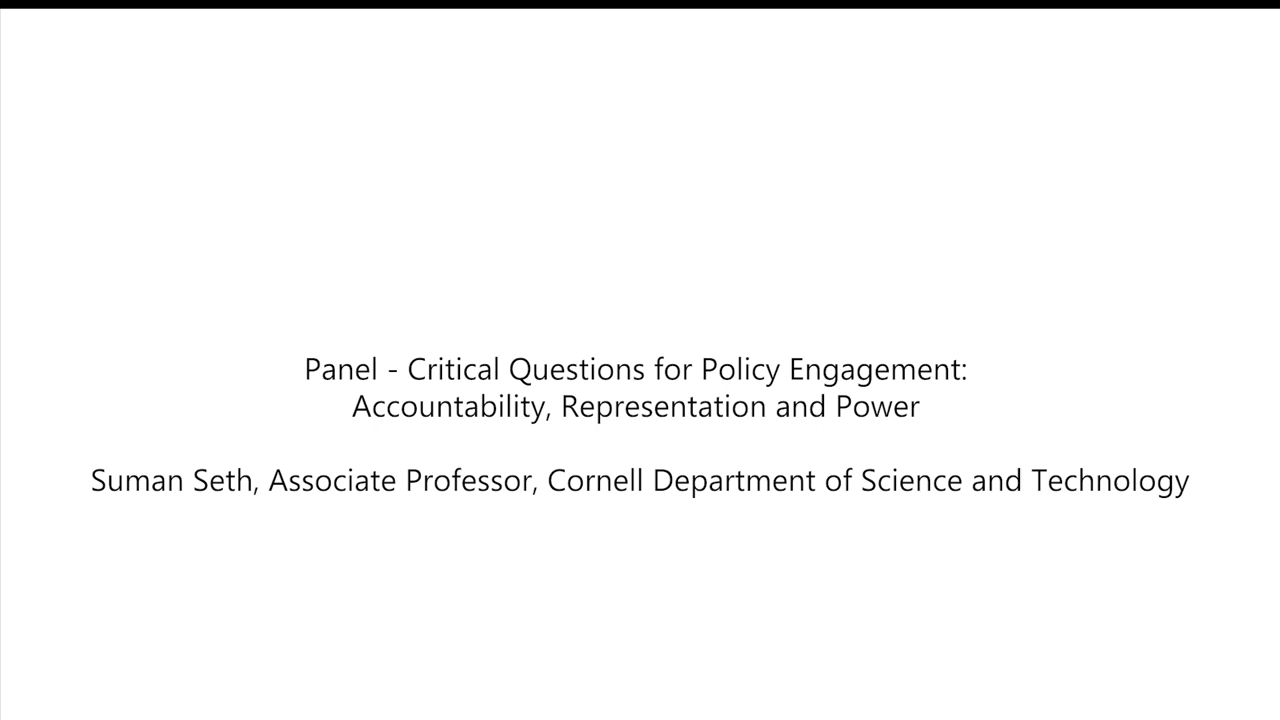 Panel - Critical Questions for Policy Engagement:
Accountability, Representation and Power
Suman Seth, Associate Professor, Cornell Department of Science and Technology